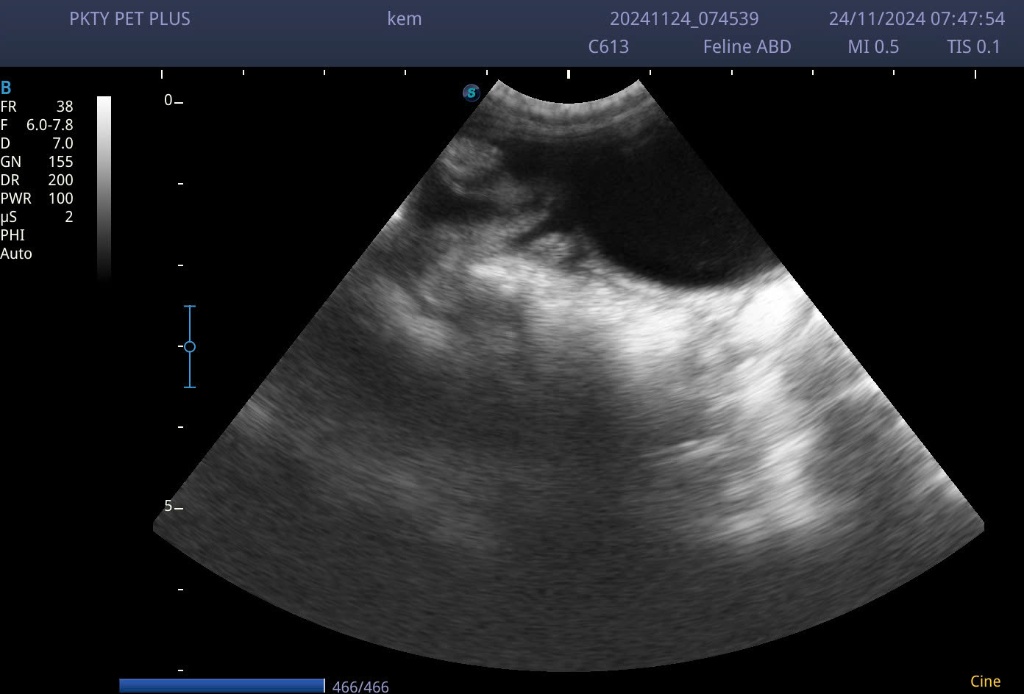 PKTY PET PLUS kem 20241124_074539 24/11/2024 07:47:54
C613 Feline ABD MI 0.5 TIS 0.1
B
FR 38
F 6.0-7.8
D 7.0
GN 155
DR 200
PWR 100
µS 2
PHI
Auto
0
S
5
466/466
Cine